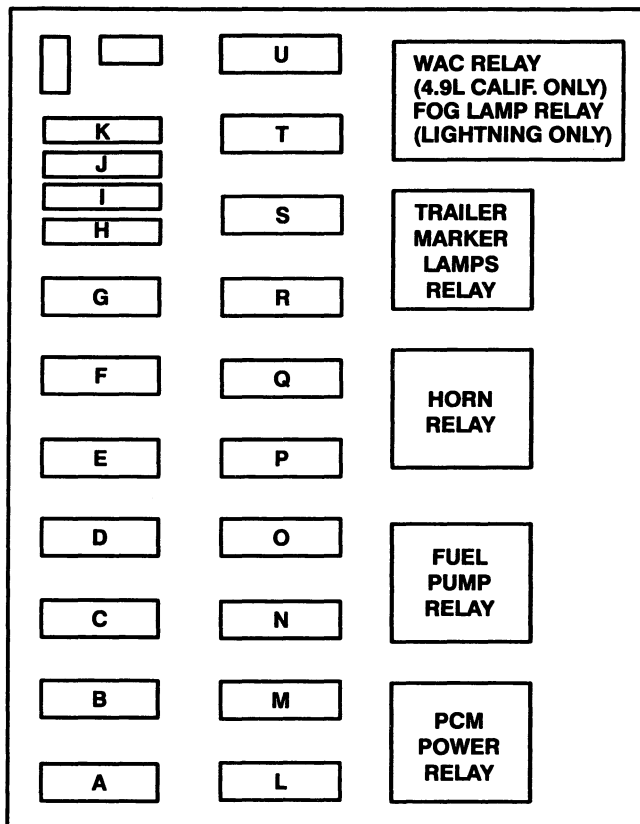 U
WAC RELAY
(4.9L CALIF. ONLY)
FOG LAMP RELAY
(LIGHTNING ONLY)
K
J
I
H
T
S
TRAILER
MARKER
LAMPS
RELAY
G
R
F
Q
HORN
RELAY
E
P
D
O
FUEL
PUMP
RELAY
C
N
B
M
PCM
POWER
RELAY
A
L